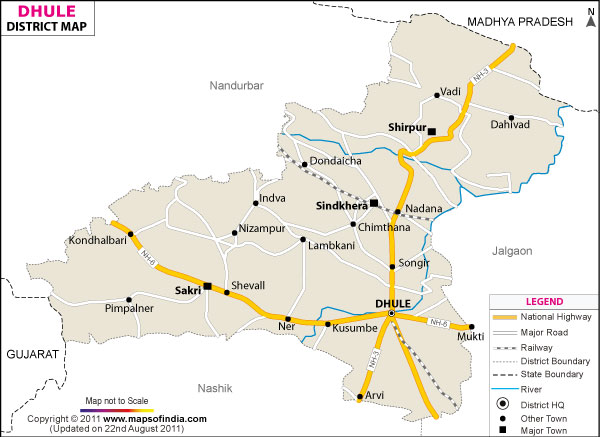 DHULE
DISTRICT MAP
MADHYA PRADESH
N
Nandurbar
NH-3
Vadi
Shirpur
Dahivad
Dondaicha
Indva
Sindkhera
Nadana
Kondhalbari
Nizampur
Chimthana
Lambkani
Jalgaon
NH-6
Songir
Sakri
Shevall
Pimpalner
DHULE
Ner
Kusumbe
NH-6
Mukti
GUJARAT
NH-3
Nashik
Arvi
LEGEND
National Highway
Major Road
Railway
District Boundary
State Boundary
River
District HQ
Other Town
Major Town
Map not to Scale
Copyright © 2011 www.mapsofindia.com
(Updated on 22nd August 2011)